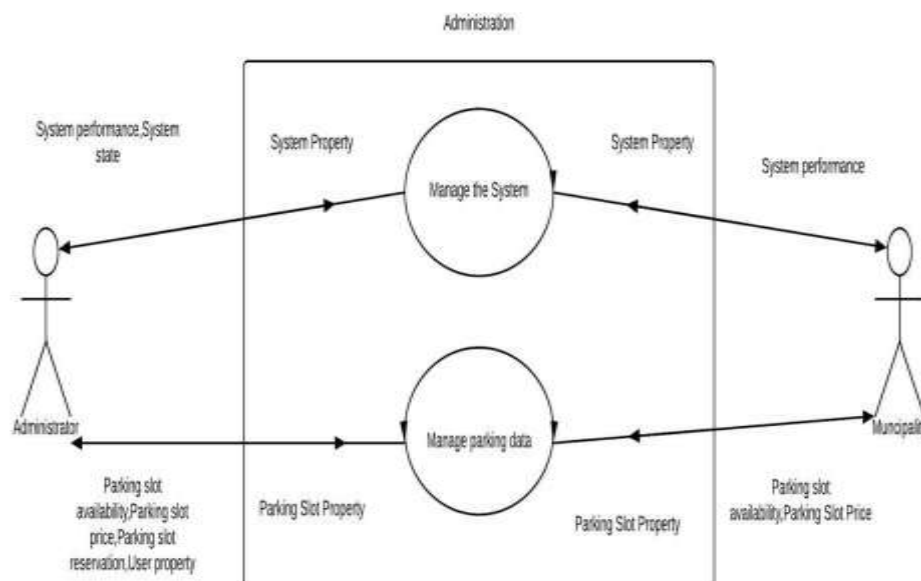 Administration
System performance,System
state
System Property
System Property
System performance
Manage the System
Administrator
Muncipalit
Manage parking data
Parking slot
availability,Parking slot
price,Parking slot
reservation,User property
Parking Slot Property
Parking Slot Property
Parking slot
availability,Parking Slot Price